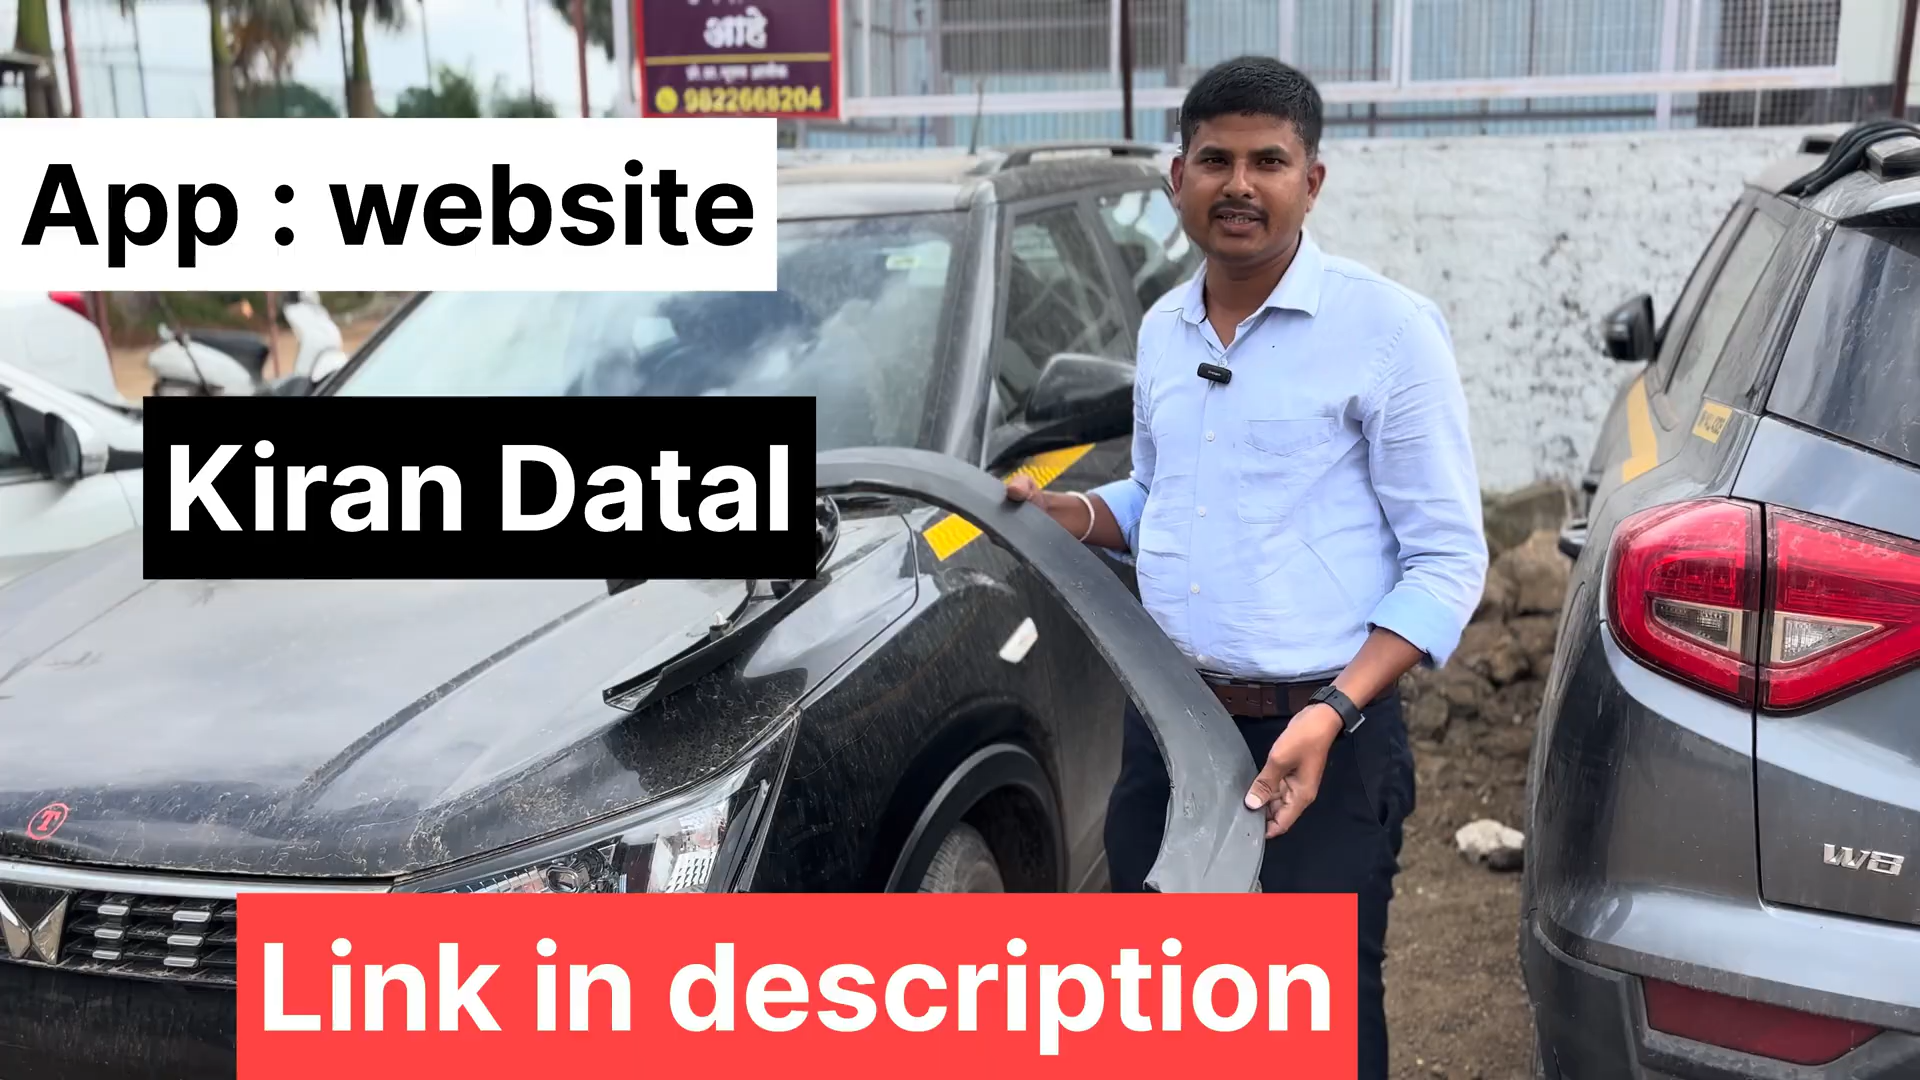 आहे
9822668204
App : website
Kiran Datal
Link in description
T
W8